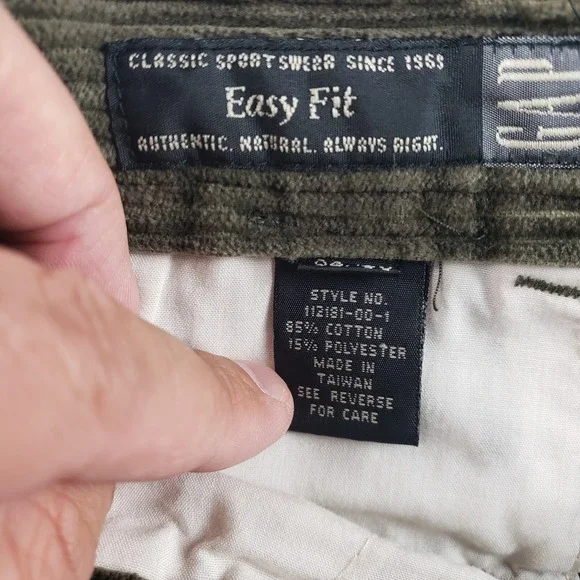 CLASSIC SPORTSWEAR SINCE 1969
Easy Fit
AUTHENTIC. NATURAL. ALWAYS RIGHT.
GAP
STYLE NO.
112181-00-1
85% COTTON
15% POLYESTER
MADE IN
TAIWAN
SEE REVERSE
FOR CARE